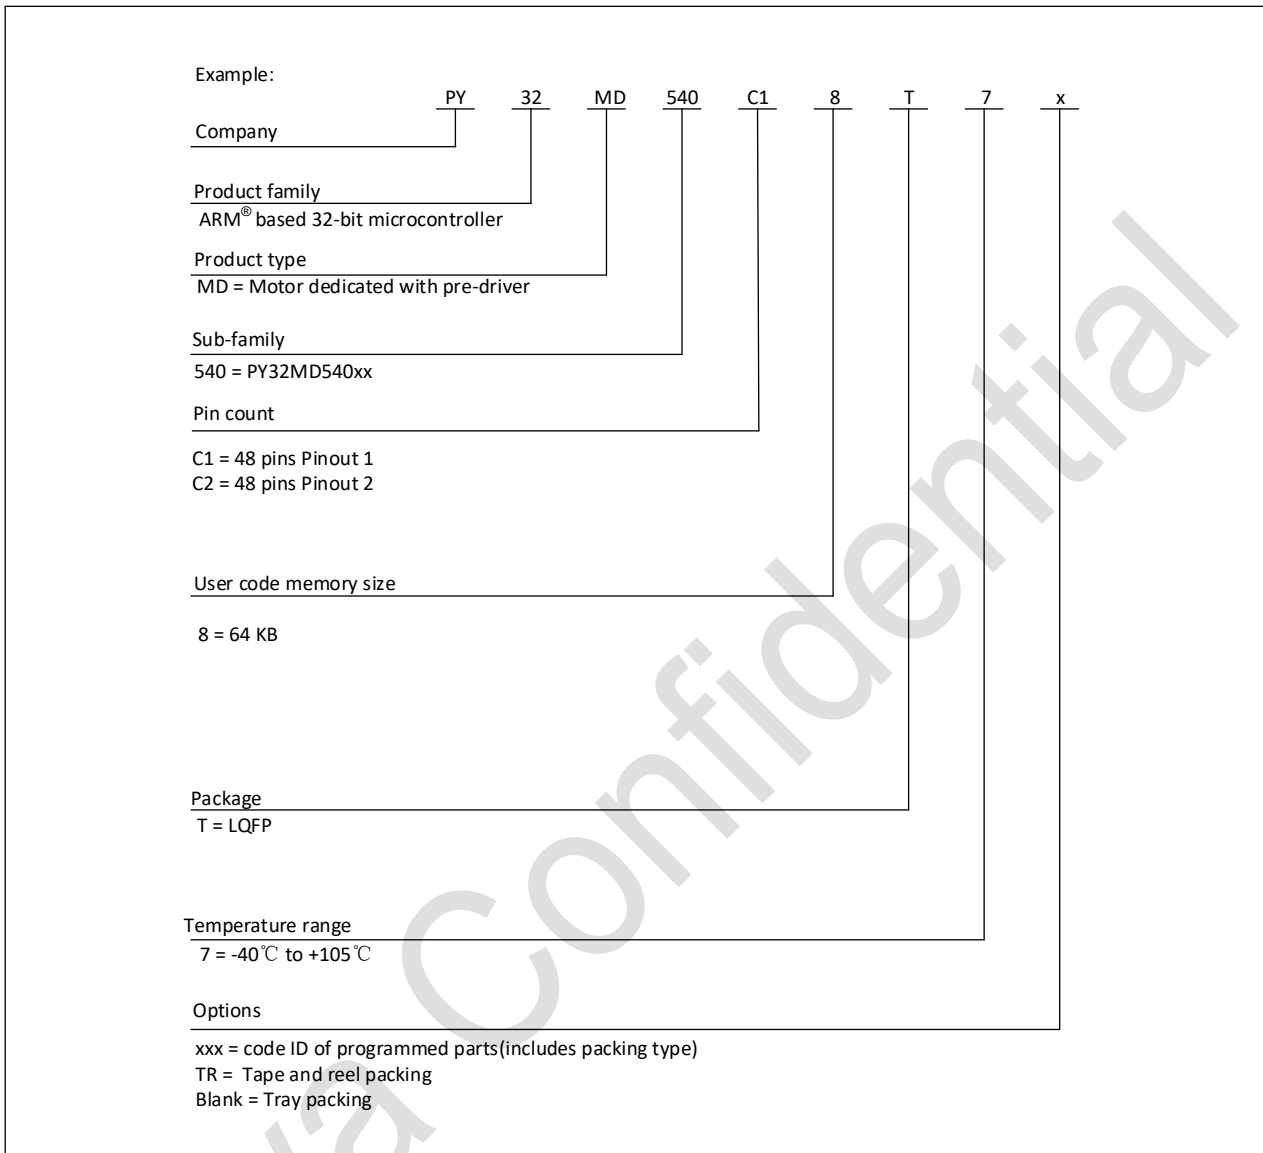 Example:
PY 32 MD 540 C1 8 T 7 x
Company
Product family
ARM® based 32-bit microcontroller
Product type
MD = Motor dedicated with pre-driver
Sub-family
540 = PY32MD540xx
Pin count
C1 = 48 pins Pinout 1
C2 = 48 pins Pinout 2
User code memory size
8 = 64 KB
Package
T = LQFP
Temperature range
7 = -40℃ to +105℃
Options
xxx = code ID of programmed parts(includes packing type)
TR = Tape and reel packing
Blank = Tray packing
Confidential